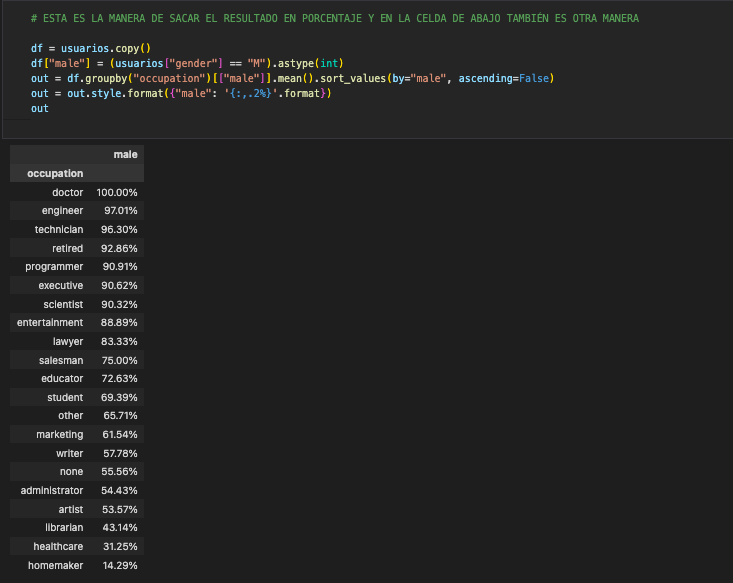 # ESTA ES LA MANERA DE SACAR EL RESULTADO EN PORCENTAJE Y EN LA CELDA DE ABAJO TAMBIÉN ES OTRA MANERA
df = usuarios.copy()
df["male"] = (usuarios["gender"] == "M").astype(int)
out = df.groupby("occupation")[["male"]].mean().sort_values(by="male", ascending=False)
out = out.style.format({"male": '{:,.2%}'.format})
out
male
occupation
doctor 100.00%
engineer 97.01%
technician 96.30%
retired 92.86%
programmer 90.91%
executive 90.62%
scientist 90.32%
entertainment 88.89%
lawyer 83.33%
salesman 75.00%
educator 72.63%
student 69.39%
other 65.71%
marketing 61.54%
writer 57.78%
none 55.56%
administrator 54.43%
artist 53.57%
librarian 43.14%
healthcare 31.25%
homemaker 14.29%